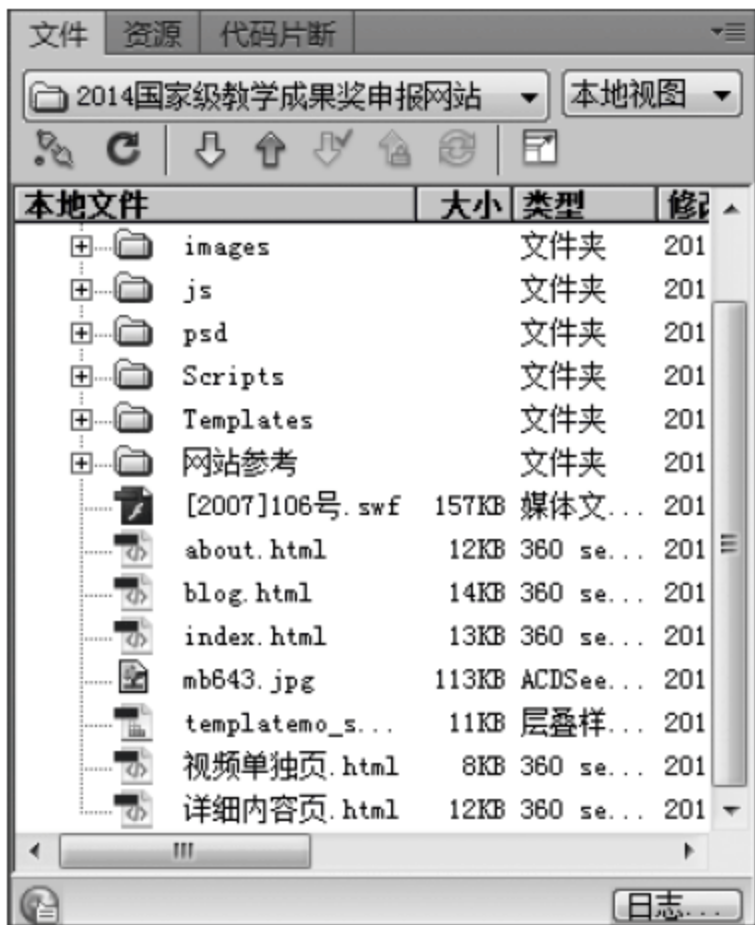 文件 资源 代码片断
2014国家级教学成果奖申报网站 本地视图
本地文件 大小 类型 修
images 文件夹 201
js 文件夹 201
psd 文件夹 201
Scripts 文件夹 201
Templates 文件夹 201
网站参考 文件夹 201
[2007]106号.swf 157KB 媒体文... 201
about.html 12KB 360 se... 201
blog.html 14KB 360 se... 201
index.html 13KB 360 se... 201
mb643.jpg 113KB ACDSee... 201
templatemo_s... 11KB 层叠样... 201
视频单独页.html 8KB 360 se... 201
详细内容页.html 12KB 360 se... 201
日志...